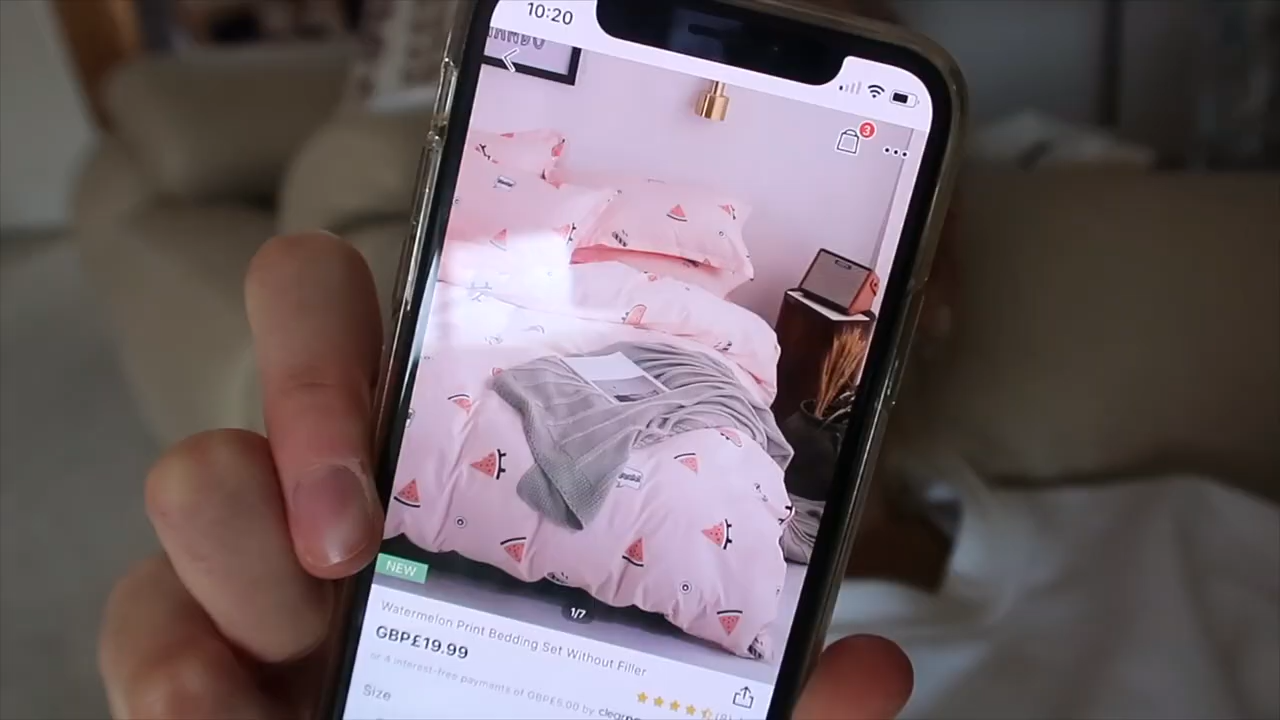 10:20
3
NEW
1/7
Watermelon Print Bedding Set Without Filler
GBP£19.99
or 4 interest-free payments of GBP£5.00 by
Size